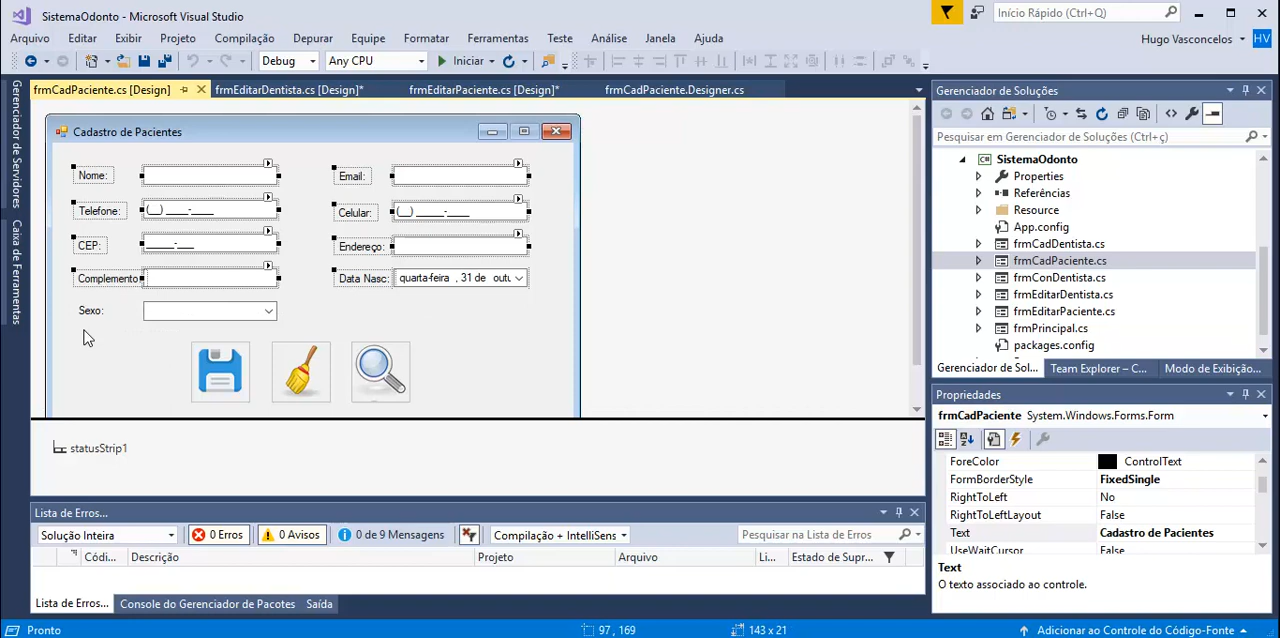 SistemaOdonto - Microsoft Visual Studio
Início Rápido (Ctrl+Q)
Arquivo Editar Exibir Projeto Compilação Depurar Equipe Formatar Ferramentas Teste Análise Janela Ajuda
Hugo Vasconcelos HV
Debug Any CPU Iniciar
Gerenciador de Servidores
Caixa de Ferramentas
frmCadPaciente.cs [Design] frmEditarDentista.cs [Design]* frmEditarPaciente.cs [Design]* frmCadPaciente.Designer.cs
Cadastro de Pacientes
Nome: Email:
Telefone: (__) ____-____ Celular: (__) _____-____
CEP: _____-___ Endereço:
Complemento Data Nasc: quarta-feira , 31 de outu
Sexo:
statusStrip1
Lista de Erros...
Solução Inteira 0 Erros 0 Avisos 0 de 9 Mensagens Compilação + IntelliSens Pesquisar na Lista de Erros
Códi... Descrição Projeto Arquivo Li... Estado de Supr...
Lista de Erros... Console do Gerenciador de Pacotes Saída
Gerenciador de Soluções
Pesquisar em Gerenciador de Soluções (Ctrl+ç)
C# SistemaOdonto
Properties
Referências
Resource
App.config
frmCadDentista.cs
frmCadPaciente.cs
frmConDentista.cs
frmEditarDentista.cs
frmEditarPaciente.cs
frmPrincipal.cs
packages.config
Gerenciador de Sol... Team Explorer – C... Modo de Exibição...
Propriedades
frmCadPaciente System.Windows.Forms.Form
ForeColor ControlText
FormBorderStyle FixedSingle
RightToLeft No
RightToLeftLayout False
Text Cadastro de Pacientes
UseWaitCursor False
Text
O texto associado ao controle.
Pronto 97 , 169 143 x 21 Adicionar ao Controle do Código-Fonte